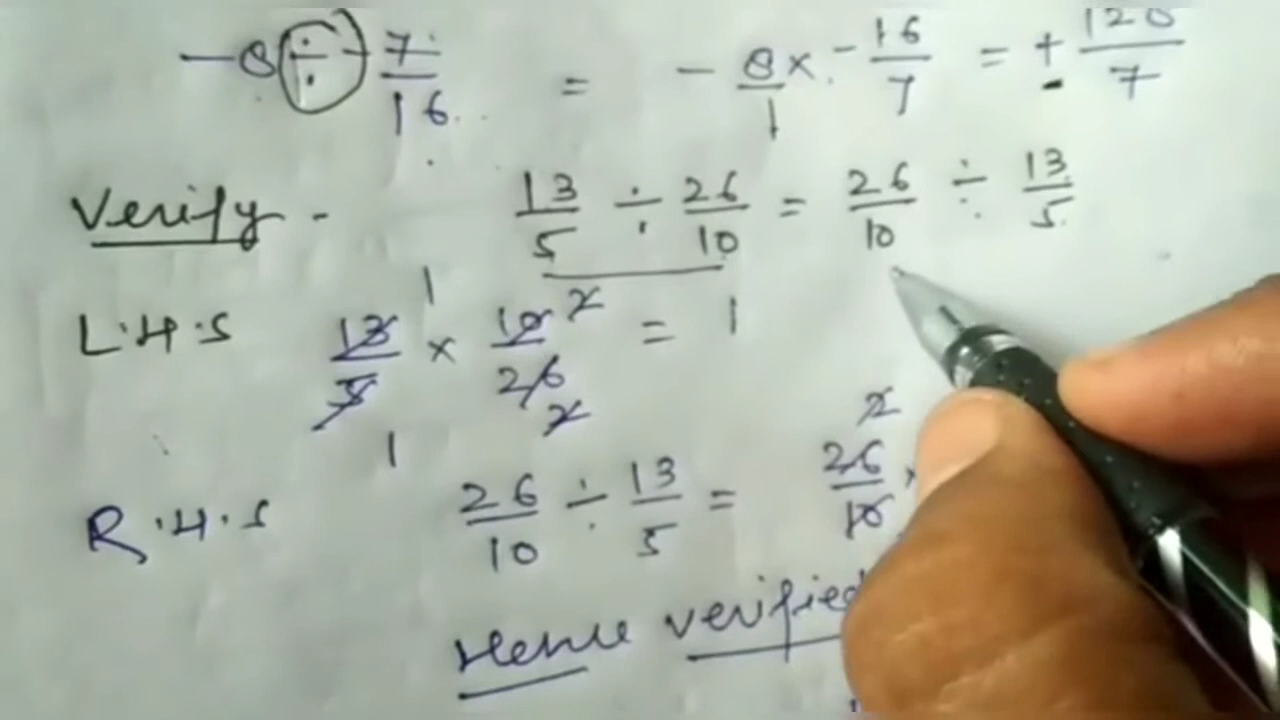 -8 ÷ -7/16 = -8/1 × -16/7 = + 128/7
Verify - 13/5 ÷ 26/10 = 26/10 ÷ 13/5
L.H.S 13/5 × 10/26 = 1
R.H.S 26/10 ÷ 13/5 = 26/10
Hence verified